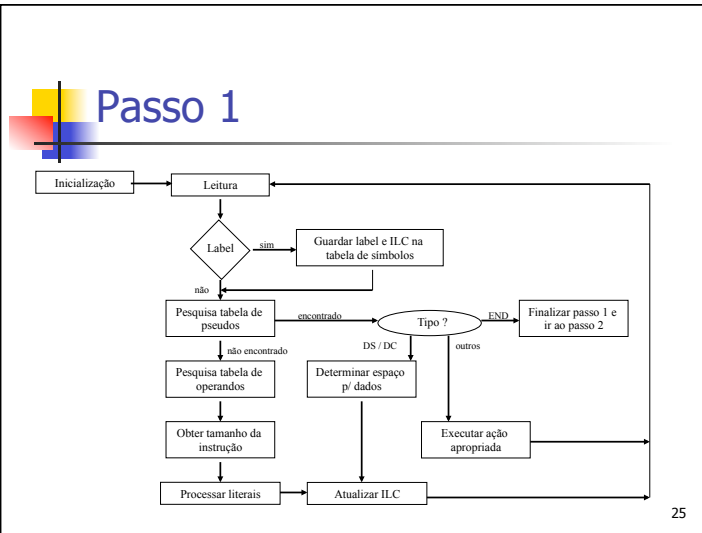 Passo 1
Inicialização
Leitura
Label
sim
Guardar label e ILC na
tabela de símbolos
não
Pesquisa tabela de
pseudos
encontrado
Tipo ?
END
Finalizar passo 1 e
ir ao passo 2
não encontrado
DS / DC
outros
Pesquisa tabela de
operandos
Determinar espaço
p/ dados
Obter tamanho da
instrução
Executar ação
apropriada
Processar literais
Atualizar ILC
25